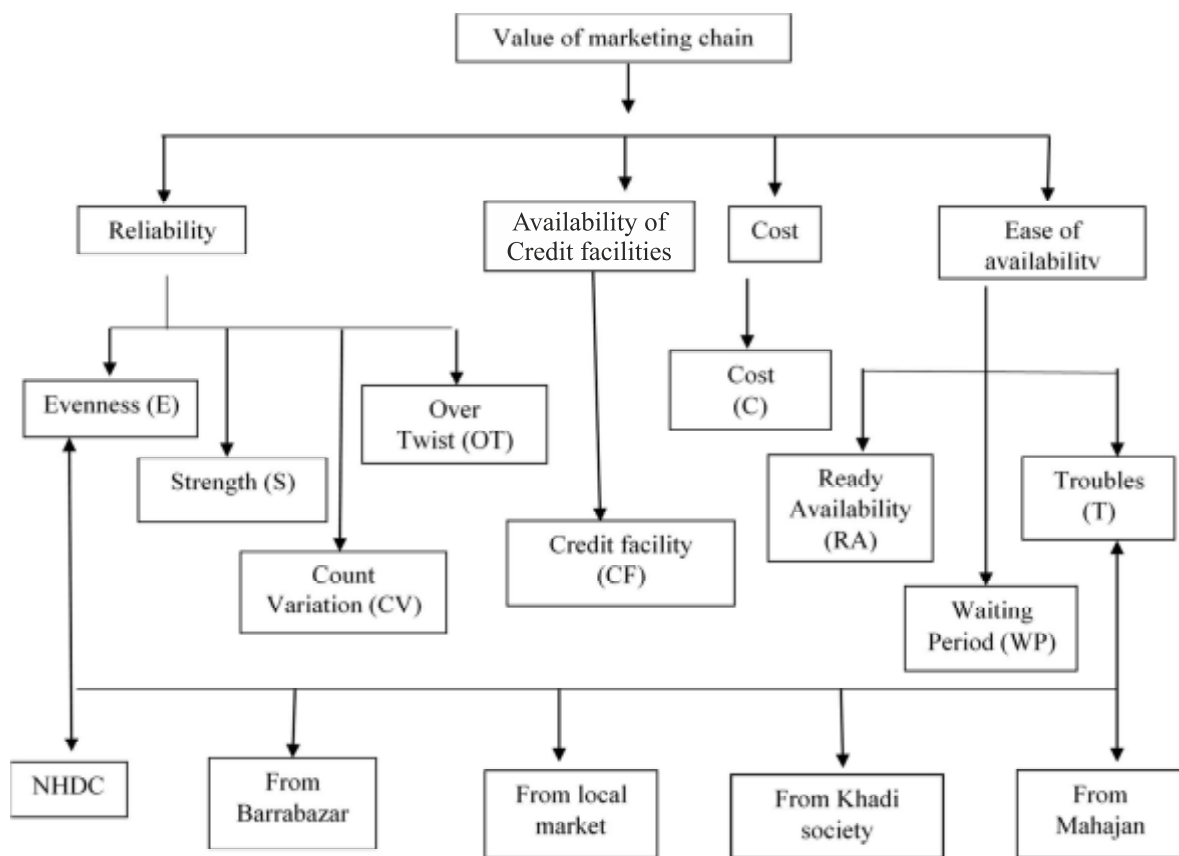 Value of marketing chain
Reliability
Availability of
Credit facilities
Cost
Ease of
availability
Evenness (E)
Strength (S)
Count
Variation (CV)
Over
Twist (OT)
Credit facility
(CF)
Cost
(C)
Ready
Availability
(RA)
Waiting
Period (WP)
Troubles
(T)
NHDC
From
Barrabazar
From local
market
From Khadi
society
From
Mahajan